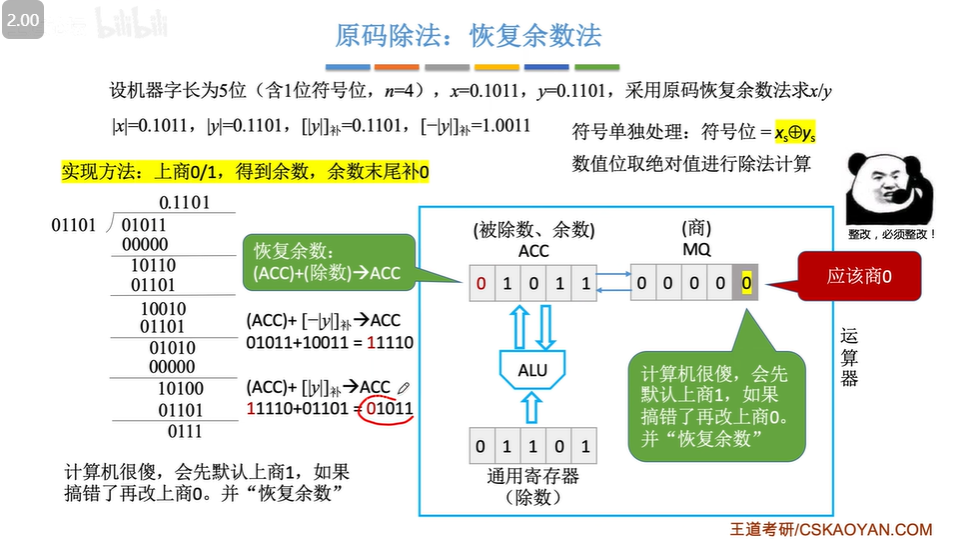 2.00
bilibili
原码除法：恢复余数法
设机器字长为5位（含1位符号位，n=4），x=0.1011，y=0.1101，采用原码恢复余数法求x/y
|x|=0.1011，|y|=0.1101，[|y|]补=0.1101，[−|y|]补=1.0011
符号单独处理：符号位 = xs⊕ys
数值位取绝对值进行除法计算
实现方法：上商0/1，得到余数，余数末尾补0
整改，必须整改！
0.1101
01101
01011
00000
10110
01101
10010
01101
01010
00000
10100
01101
0111
恢复余数：
(ACC)+(除数)→ACC
(ACC)+ [−|y|]补→ACC
01011+10011 = 11110
(ACC)+ [|y|]补→ACC
11110+01101 = 01011
计算机很傻，会先默认上商1，如果
搞错了再改上商0。并“恢复余数”
(被除数、余数)
ACC
0 1 0 1 1
(商)
MQ
0 0 0 0 0
应该商0
ALU
0 1 1 0 1
通用寄存器
（除数）
运算器
计算机很傻，会先
默认上商1，如果
搞错了再改上商0。
并“恢复余数”
王道考研/CSKAOYAN.COM